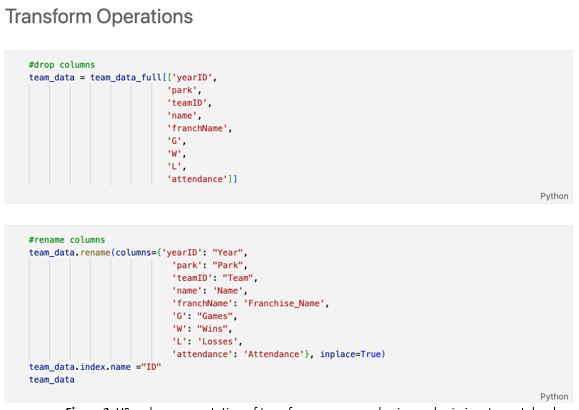 Transform Operations
#drop columns
team_data = team_data_full[['yearID',
'park',
'teamID',
'name',
'franchName',
'G',
'W',
'L',
'attendance']]
Python
#rename columns
team_data.rename(columns={'yearID': "Year",
'park': "Park",
'teamID': "Team",
'name': 'Name',
'franchName': 'Franchise_Name',
'G': "Games",
'W': "Wins",
'L': 'Losses',
'attendance': 'Attendance'}, inplace=True)
team_data.index.name ="ID"
team_data
Python